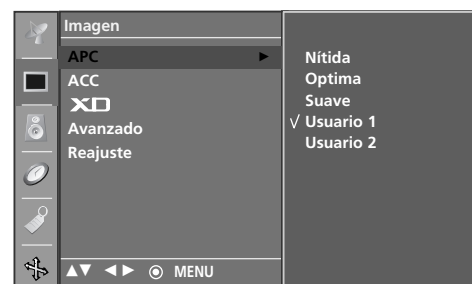 Imagen
APC
ACC
XD
Avanzado
Reajuste
MENU
Nítida
Optima
Suave
√ Usuario 1
Usuario 2